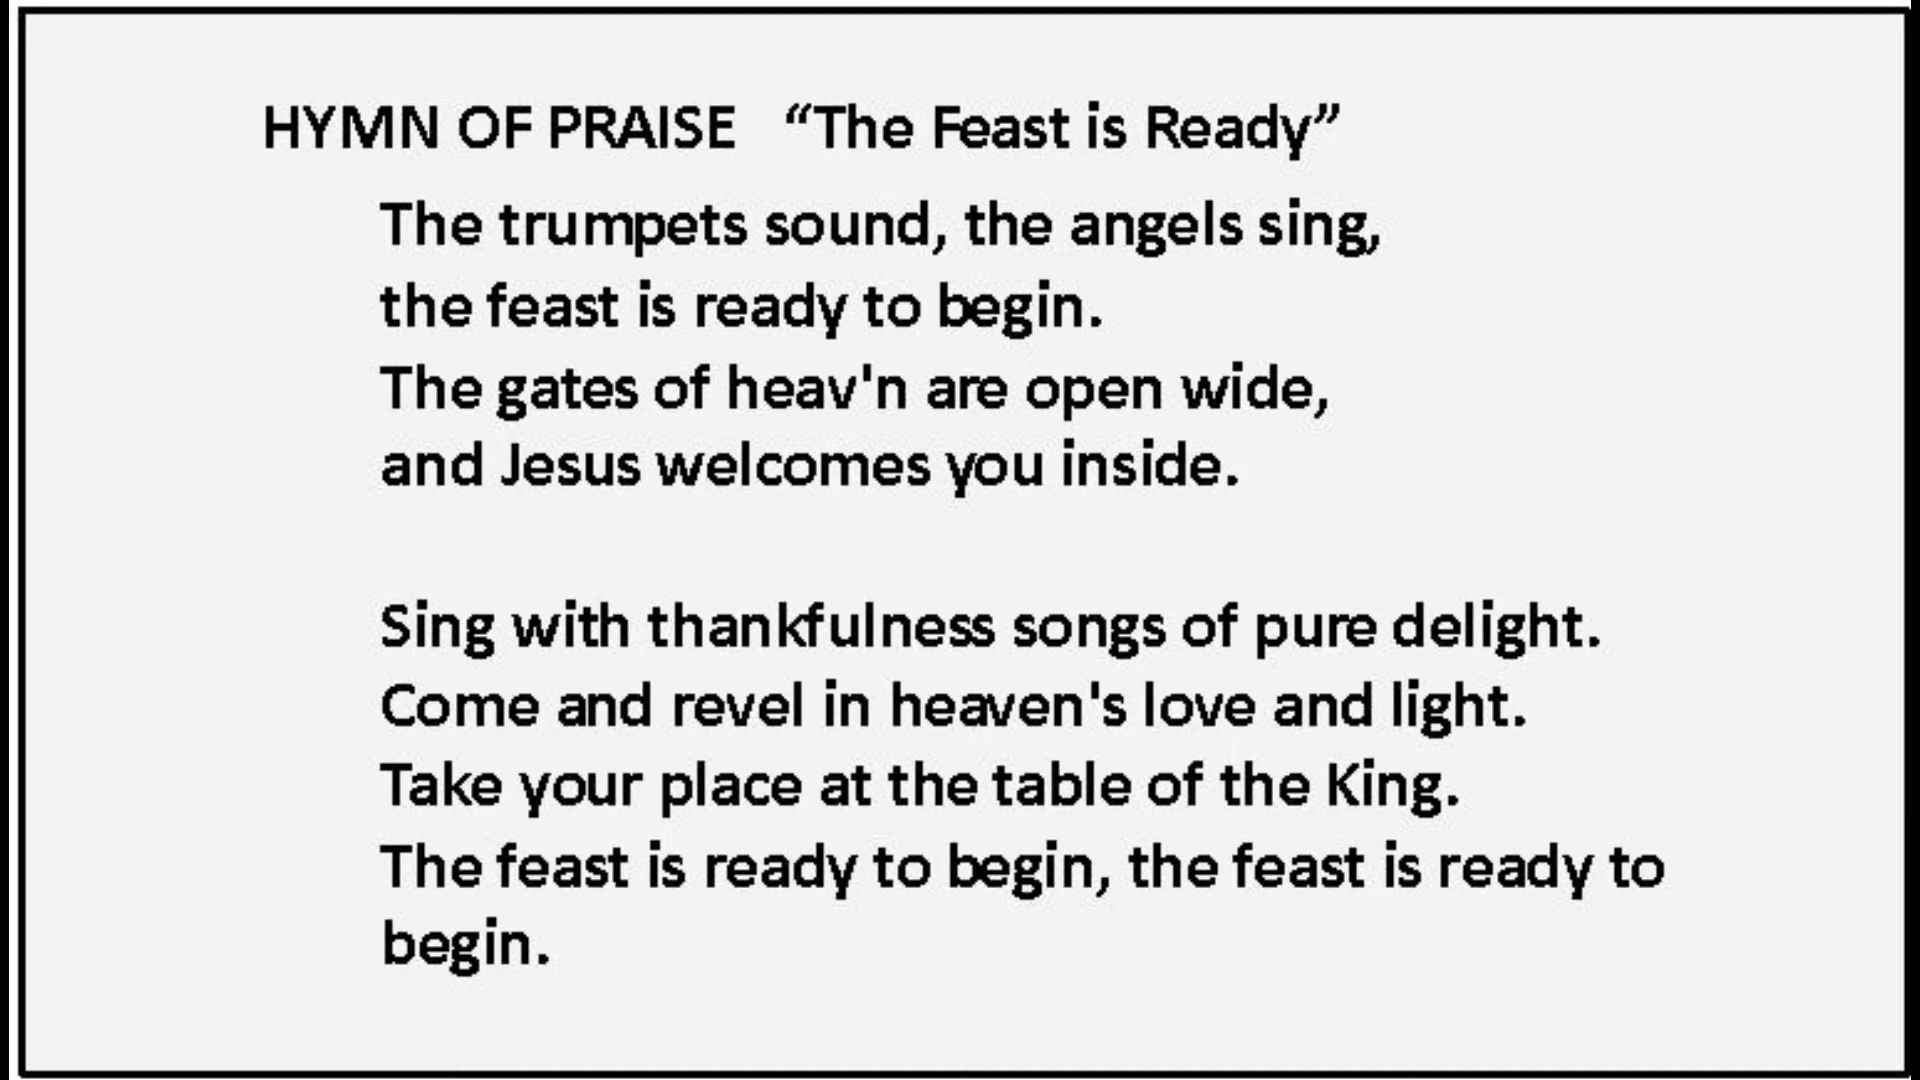 HYMN OF PRAISE “The Feast is Ready”
The trumpets sound, the angels sing,
the feast is ready to begin.
The gates of heav'n are open wide,
and Jesus welcomes you inside.
Sing with thankfulness songs of pure delight.
Come and revel in heaven's love and light.
Take your place at the table of the King.
The feast is ready to begin, the feast is ready to
begin.